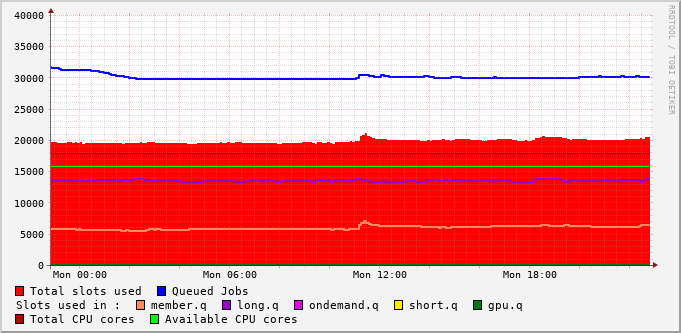 40000
35000
30000
25000
20000
15000
10000
5000
0
Mon 00:00 Mon 06:00 Mon 12:00 Mon 18:00
RRDTOOL / TOBI OETIKER
Total slots used Queued Jobs
Slots used in : member.q long.q ondemand.q short.q gpu.q
Total CPU cores Available CPU cores